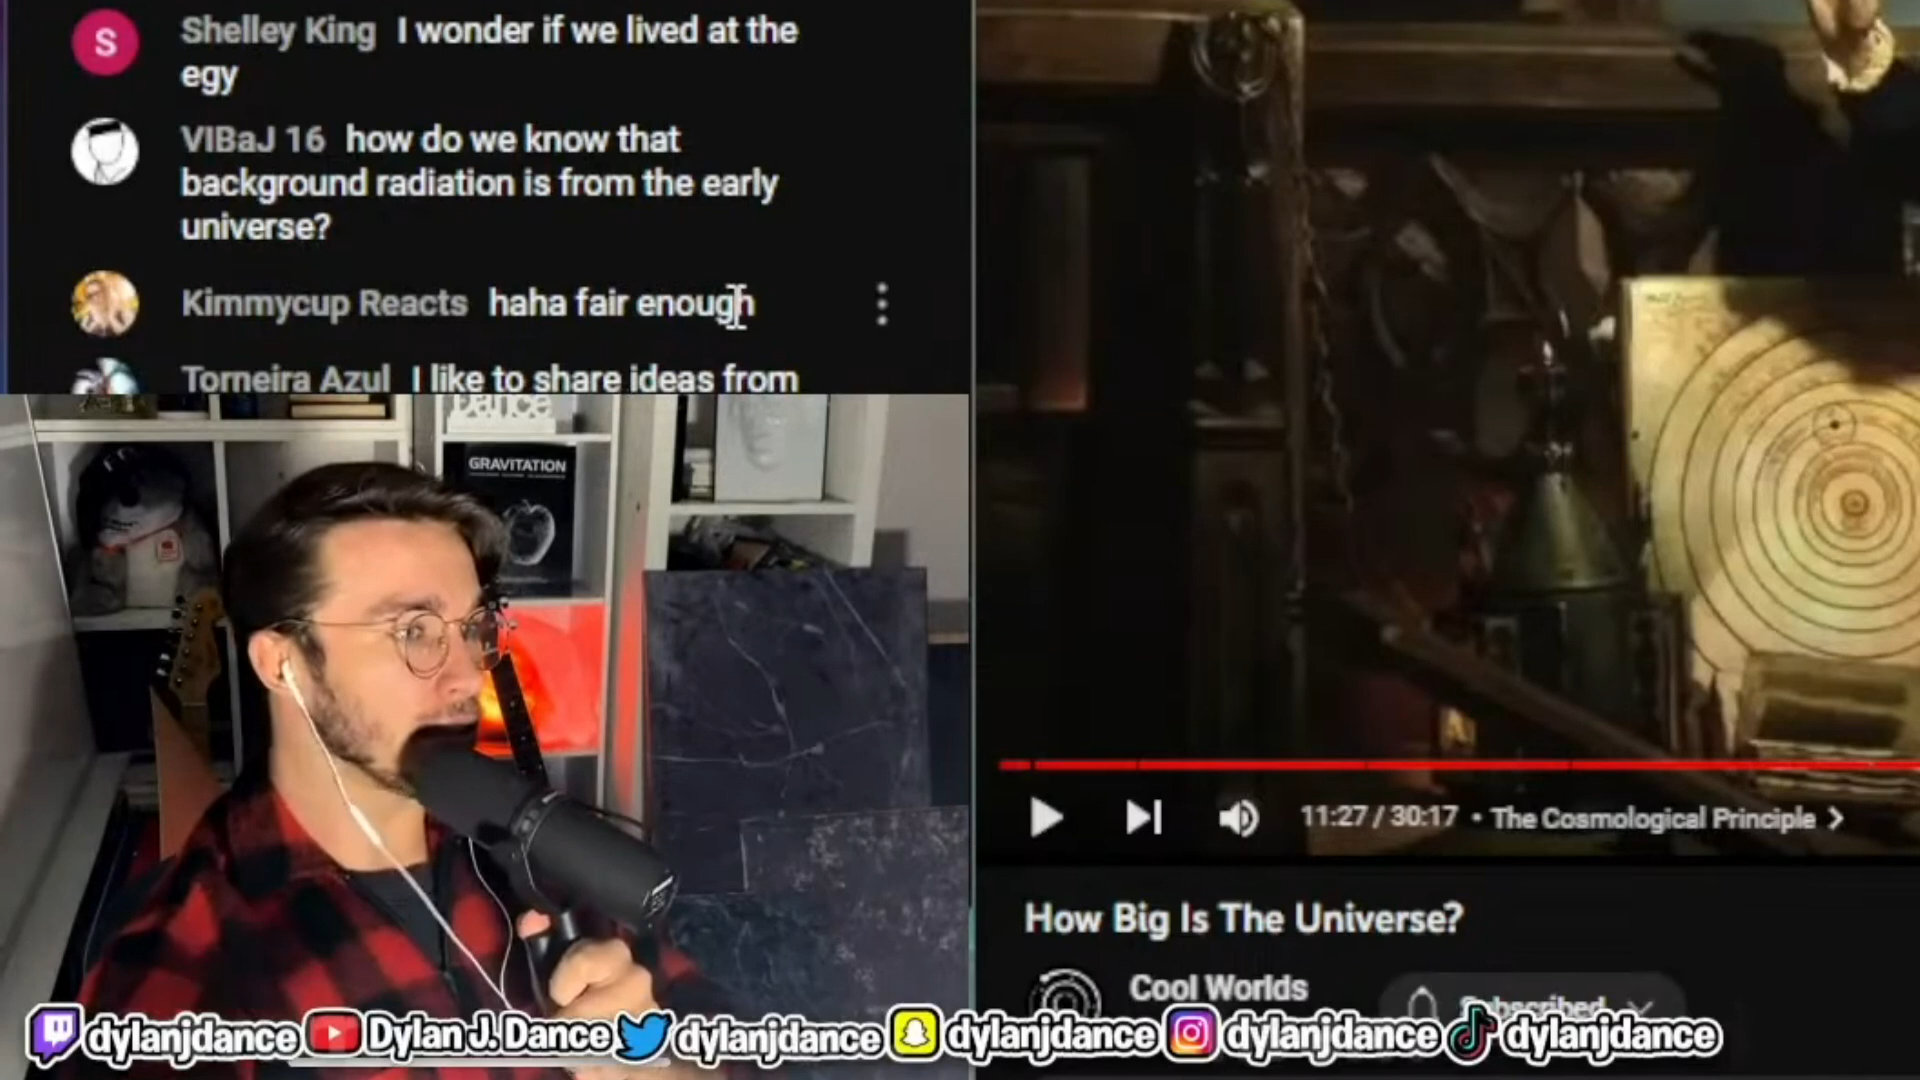 Shelley King I wonder if we lived at the
egy
VIBaJ 16 how do we know that
background radiation is from the early
universe?
Kimmycup Reacts haha fair enough
Torneira Azul I like to share ideas from
Dance
GRAVITATION
11:27 / 30:17 • The Cosmological Principle
How Big Is The Universe?
Cool Worlds
Subscribed
dylanjdance Dylan J. Dance dylanjdance dylanjdance dylanjdance dylanjdance